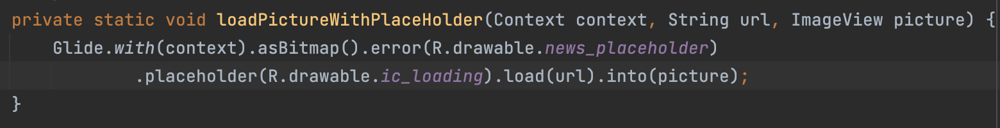 private static void loadPictureWithPlaceHolder(Context context, String url, ImageView picture) {
    Glide.with(context).asBitmap().error(R.drawable.news_placeholder)
            .placeholder(R.drawable.ic_loading).load(url).into(picture);
}